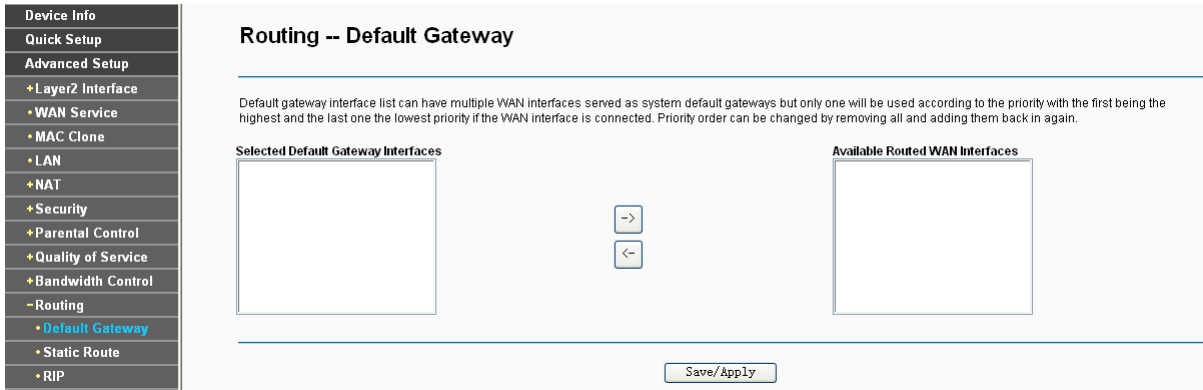 Device Info
Quick Setup
Advanced Setup
+Layer2 Interface
•WAN Service
•MAC Clone
•LAN
+NAT
+Security
+Parental Control
+Quality of Service
+Bandwidth Control
−Routing
•Default Gateway
•Static Route
•RIP
Routing -- Default Gateway
Default gateway interface list can have multiple WAN interfaces served as system default gateways but only one will be used according to the priority with the first being the
highest and the last one the lowest priority if the WAN interface is connected. Priority order can be changed by removing all and adding them back in again.
Selected Default Gateway Interfaces
Available Routed WAN Interfaces
->
<-
Save/Apply